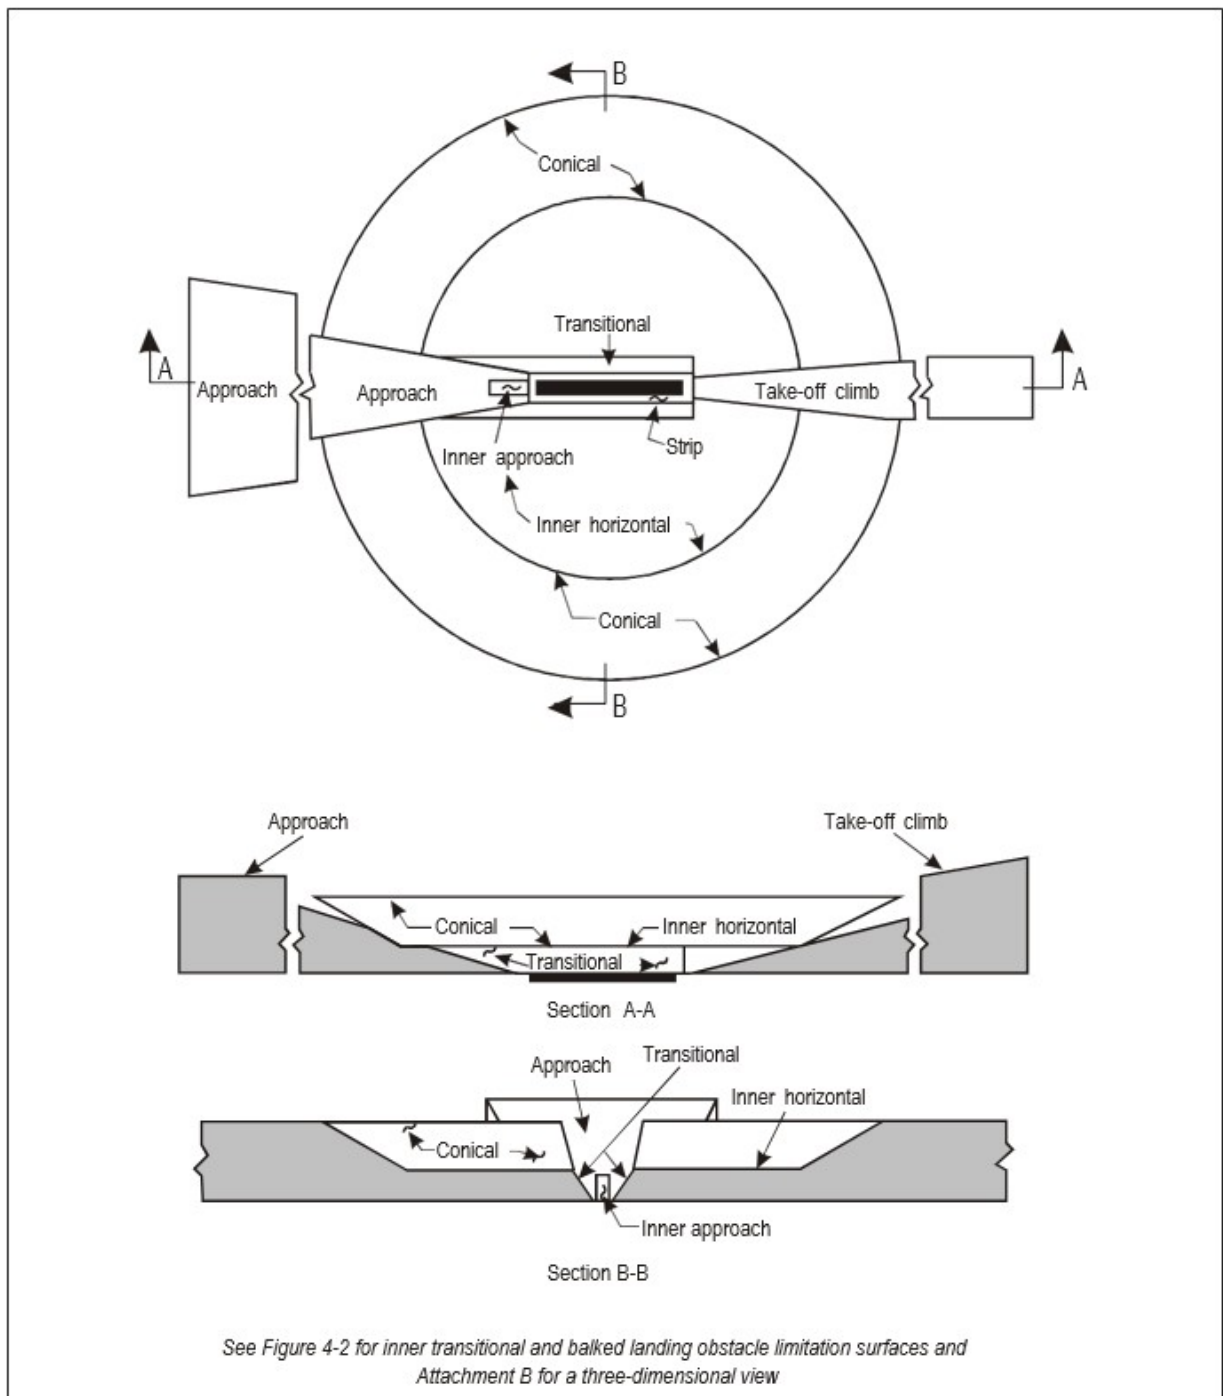 B
Conical
Transitional
A
Approach
Approach
Take-off climb
A
Inner approach
Strip
Inner horizontal
Conical
B
Approach
Take-off climb
Conical
Inner horizontal
Transitional
Section A-A
Approach
Transitional
Inner horizontal
Conical
Inner approach
Section B-B
See Figure 4-2 for inner transitional and balked landing obstacle limitation surfaces and
Attachment B for a three-dimensional view